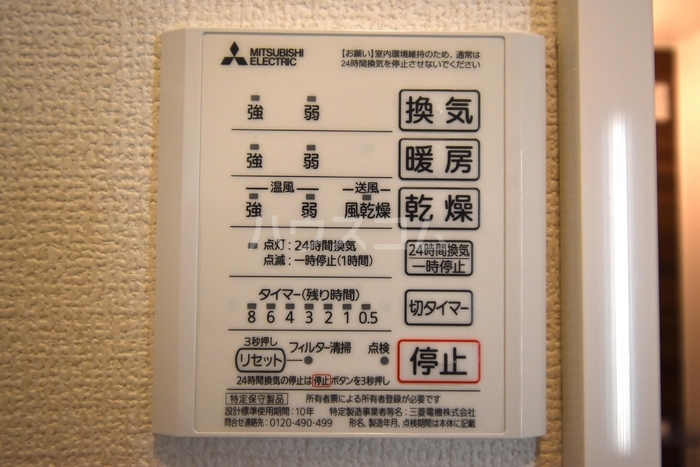 MITSUBISHI
ELECTRIC
【お願い】室内環境維持のため、通常は
24時間換気を停止させないでください
強 弱 換気
強 弱 暖房
温風 送風
強 弱 風乾燥 乾燥
点灯:24時間換気
点滅:一時停止(1時間)
24時間換気
一時停止
タイマー(残り時間)
8 6 4 3 2 1 0.5
切タイマー
3秒押し
リセット フィルター清掃 点検
停止
24時間換気の停止は停止ボタンを3秒押し
特定保守製品 所有者票による所有者登録が必要です
設計標準使用期間:10年 特定製造事業者等名:三菱電機株式会社
問合せ連絡先:0120-490-499 形名、製造年月、点検期間は本体に記載
ハウスコム